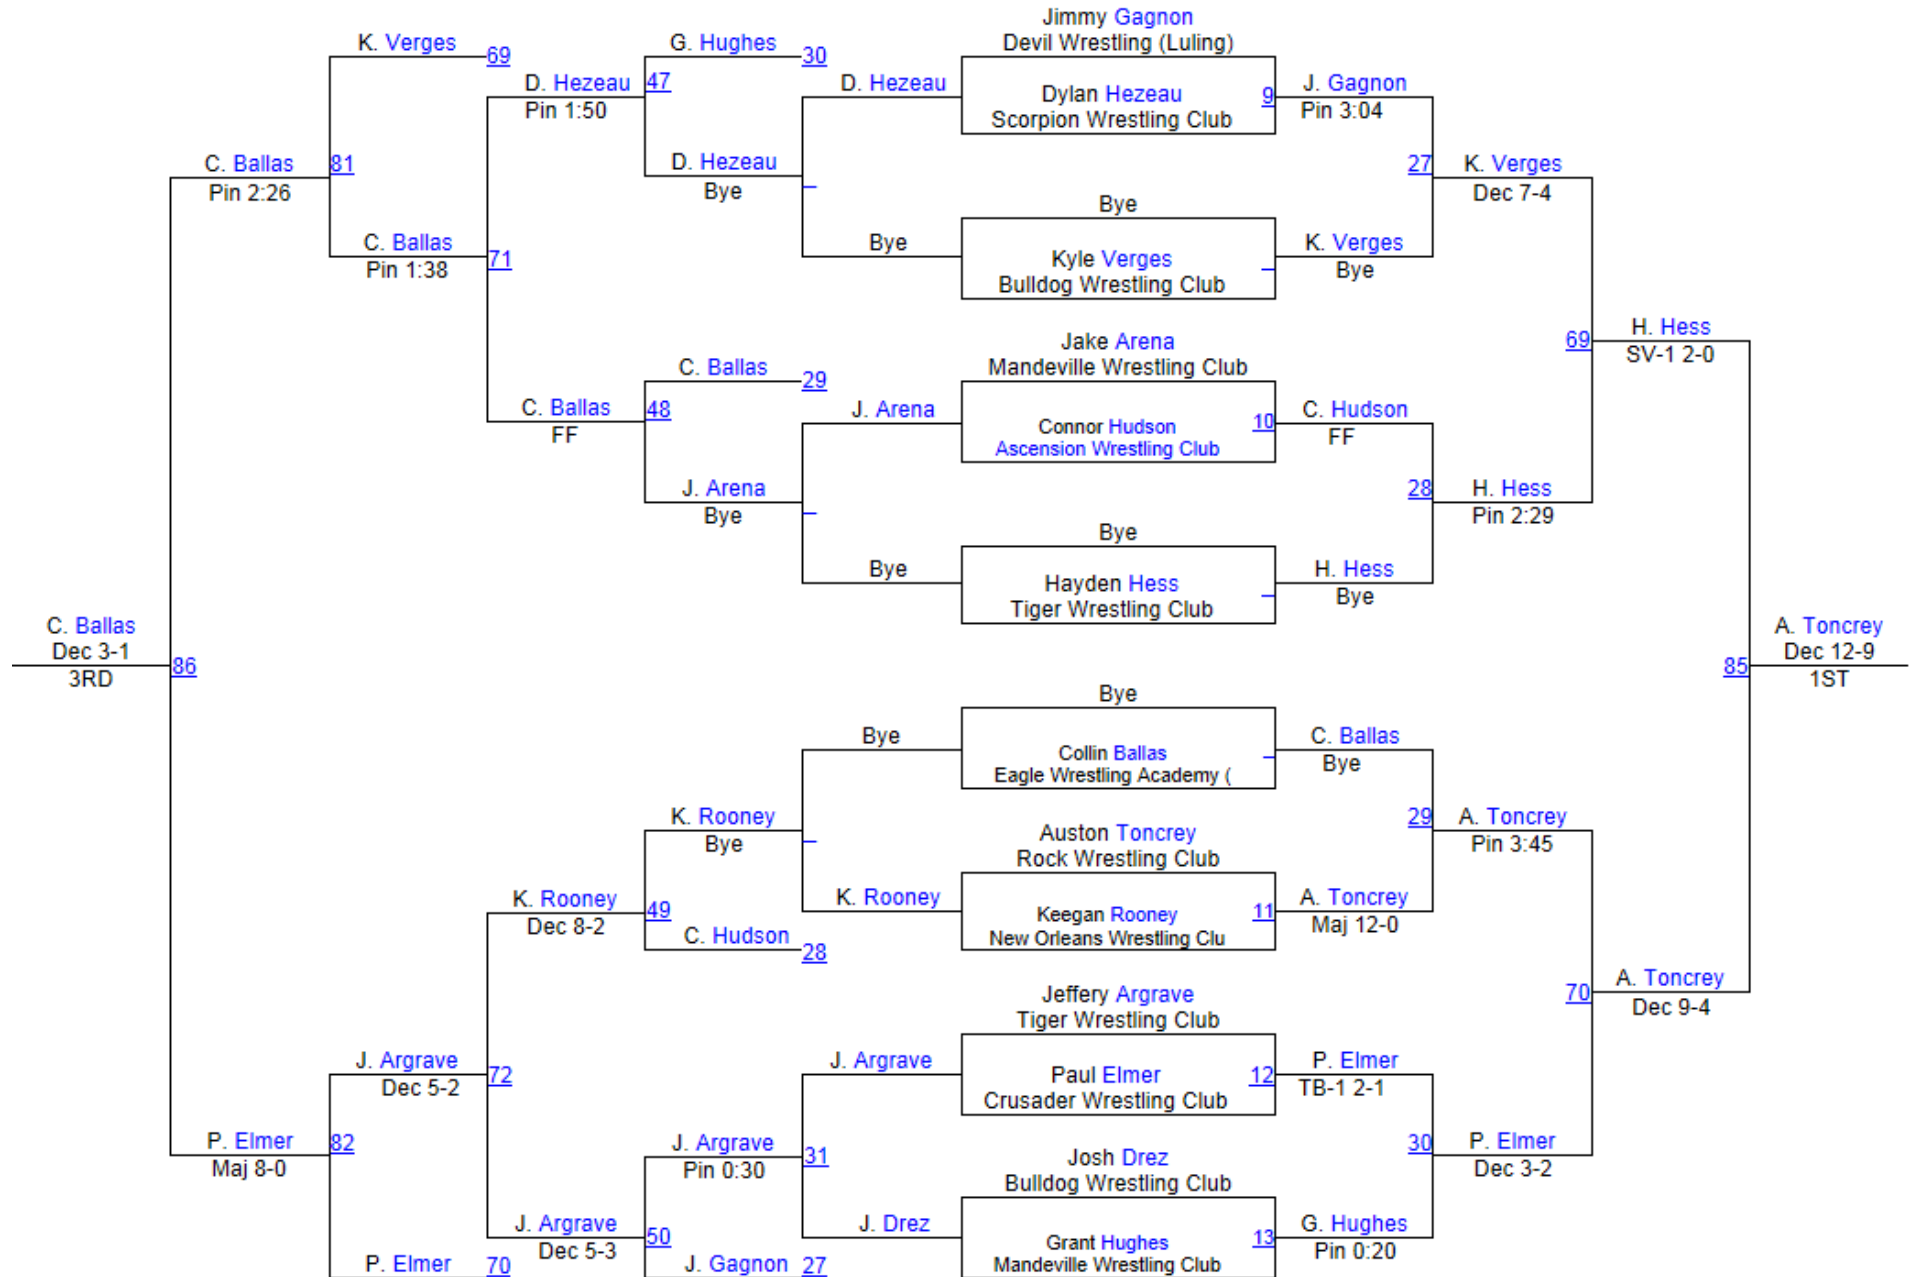 Jimmy Gagnon
K. Verges
69
G. Hughes
30
Devil Wrestling (Luling)
D. Hezeau
47
Pin 1:50
D. Hezeau
Dylan Hezeau
9
Scorpion Wrestling Club
J. Gagnon
Pin 3:04
C. Ballas
81
Pin 2:26
D. Hezeau
Bye
27
K. Verges
Dec 7-4
Bye
C. Ballas
Pin 1:38
71
Bye
Kyle Verges
Bulldog Wrestling Club
K. Verges
Bye
Jake Arena
Mandeville Wrestling Club
69
H. Hess
SV-1 2-0
C. Ballas
29
C. Ballas
48
FF
J. Arena
Connor Hudson
10
Ascension Wrestling Club
C. Hudson
FF
J. Arena
Bye
28
H. Hess
Pin 2:29
Bye
Bye
Hayden Hess
Tiger Wrestling Club
H. Hess
Bye
C. Ballas
Dec 3-1
3RD
86
A. Toncrey
Dec 12-9
1ST
85
Bye
Bye
Collin Ballas
Eagle Wrestling Academy (
C. Ballas
Bye
K. Rooney
Bye
Auston Toncrey
Rock Wrestling Club
29
A. Toncrey
Pin 3:45
K. Rooney
49
Dec 8-2
K. Rooney
Keegan Rooney
11
New Orleans Wrestling Clu
A. Toncrey
Maj 12-0
C. Hudson
28
Jeffery Argrave
Tiger Wrestling Club
70
A. Toncrey
Dec 9-4
J. Argrave
72
Dec 5-2
J. Argrave
Paul Elmer
12
Crusader Wrestling Club
P. Elmer
TB-1 2-1
P. Elmer
82
Maj 8-0
J. Argrave
31
Pin 0:30
Josh Drez
Bulldog Wrestling Club
30
P. Elmer
Dec 3-2
J. Argrave
50
Dec 5-3
J. Drez
Grant Hughes
13
Mandeville Wrestling Club
G. Hughes
Pin 0:20
P. Elmer
70
J. Gagnon
27